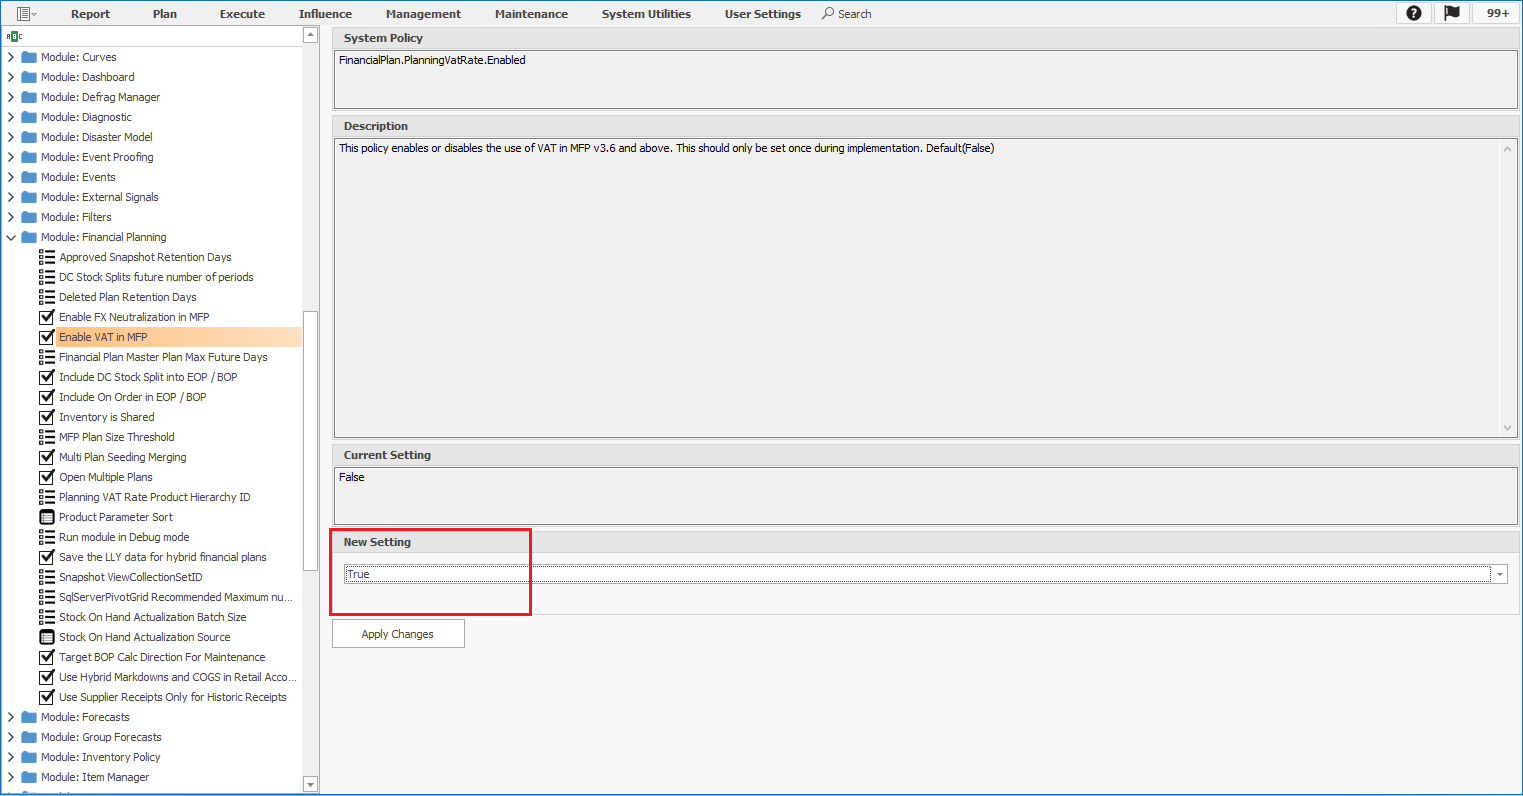 Report Plan Execute Influence Management Maintenance System Utilities User Settings Search 99+
ABC
Module: Curves
Module: Dashboard
Module: Defrag Manager
Module: Diagnostic
Module: Disaster Model
Module: Event Proofing
Module: Events
Module: External Signals
Module: Filters
Module: Financial Planning
Approved Snapshot Retention Days
DC Stock Splits future number of periods
Deleted Plan Retention Days
Enable FX Neutralization in MFP
Enable VAT in MFP
Financial Plan Master Plan Max Future Days
Include DC Stock Split into EOP / BOP
Include On Order in EOP / BOP
Inventory is Shared
MFP Plan Size Threshold
Multi Plan Seeding Merging
Open Multiple Plans
Planning VAT Rate Product Hierarchy ID
Product Parameter Sort
Run module in Debug mode
Save the LLY data for hybrid financial plans
Snapshot ViewCollectionSetID
SqlServerPivotGrid Recommended Maximum nu...
Stock On Hand Actualization Batch Size
Stock On Hand Actualization Source
Target BOP Calc Direction For Maintenance
Use Hybrid Markdowns and COGS in Retail Acco...
Use Supplier Receipts Only for Historic Receipts
Module: Forecasts
Module: Group Forecasts
Module: Inventory Policy
Module: Item Manager
System Policy
FinancialPlan.PlanningVatRate.Enabled
Description
This policy enables or disables the use of VAT in MFP v3.6 and above. This should only be set once during implementation. Default(False)
Current Setting
False
New Setting
True
Apply Changes